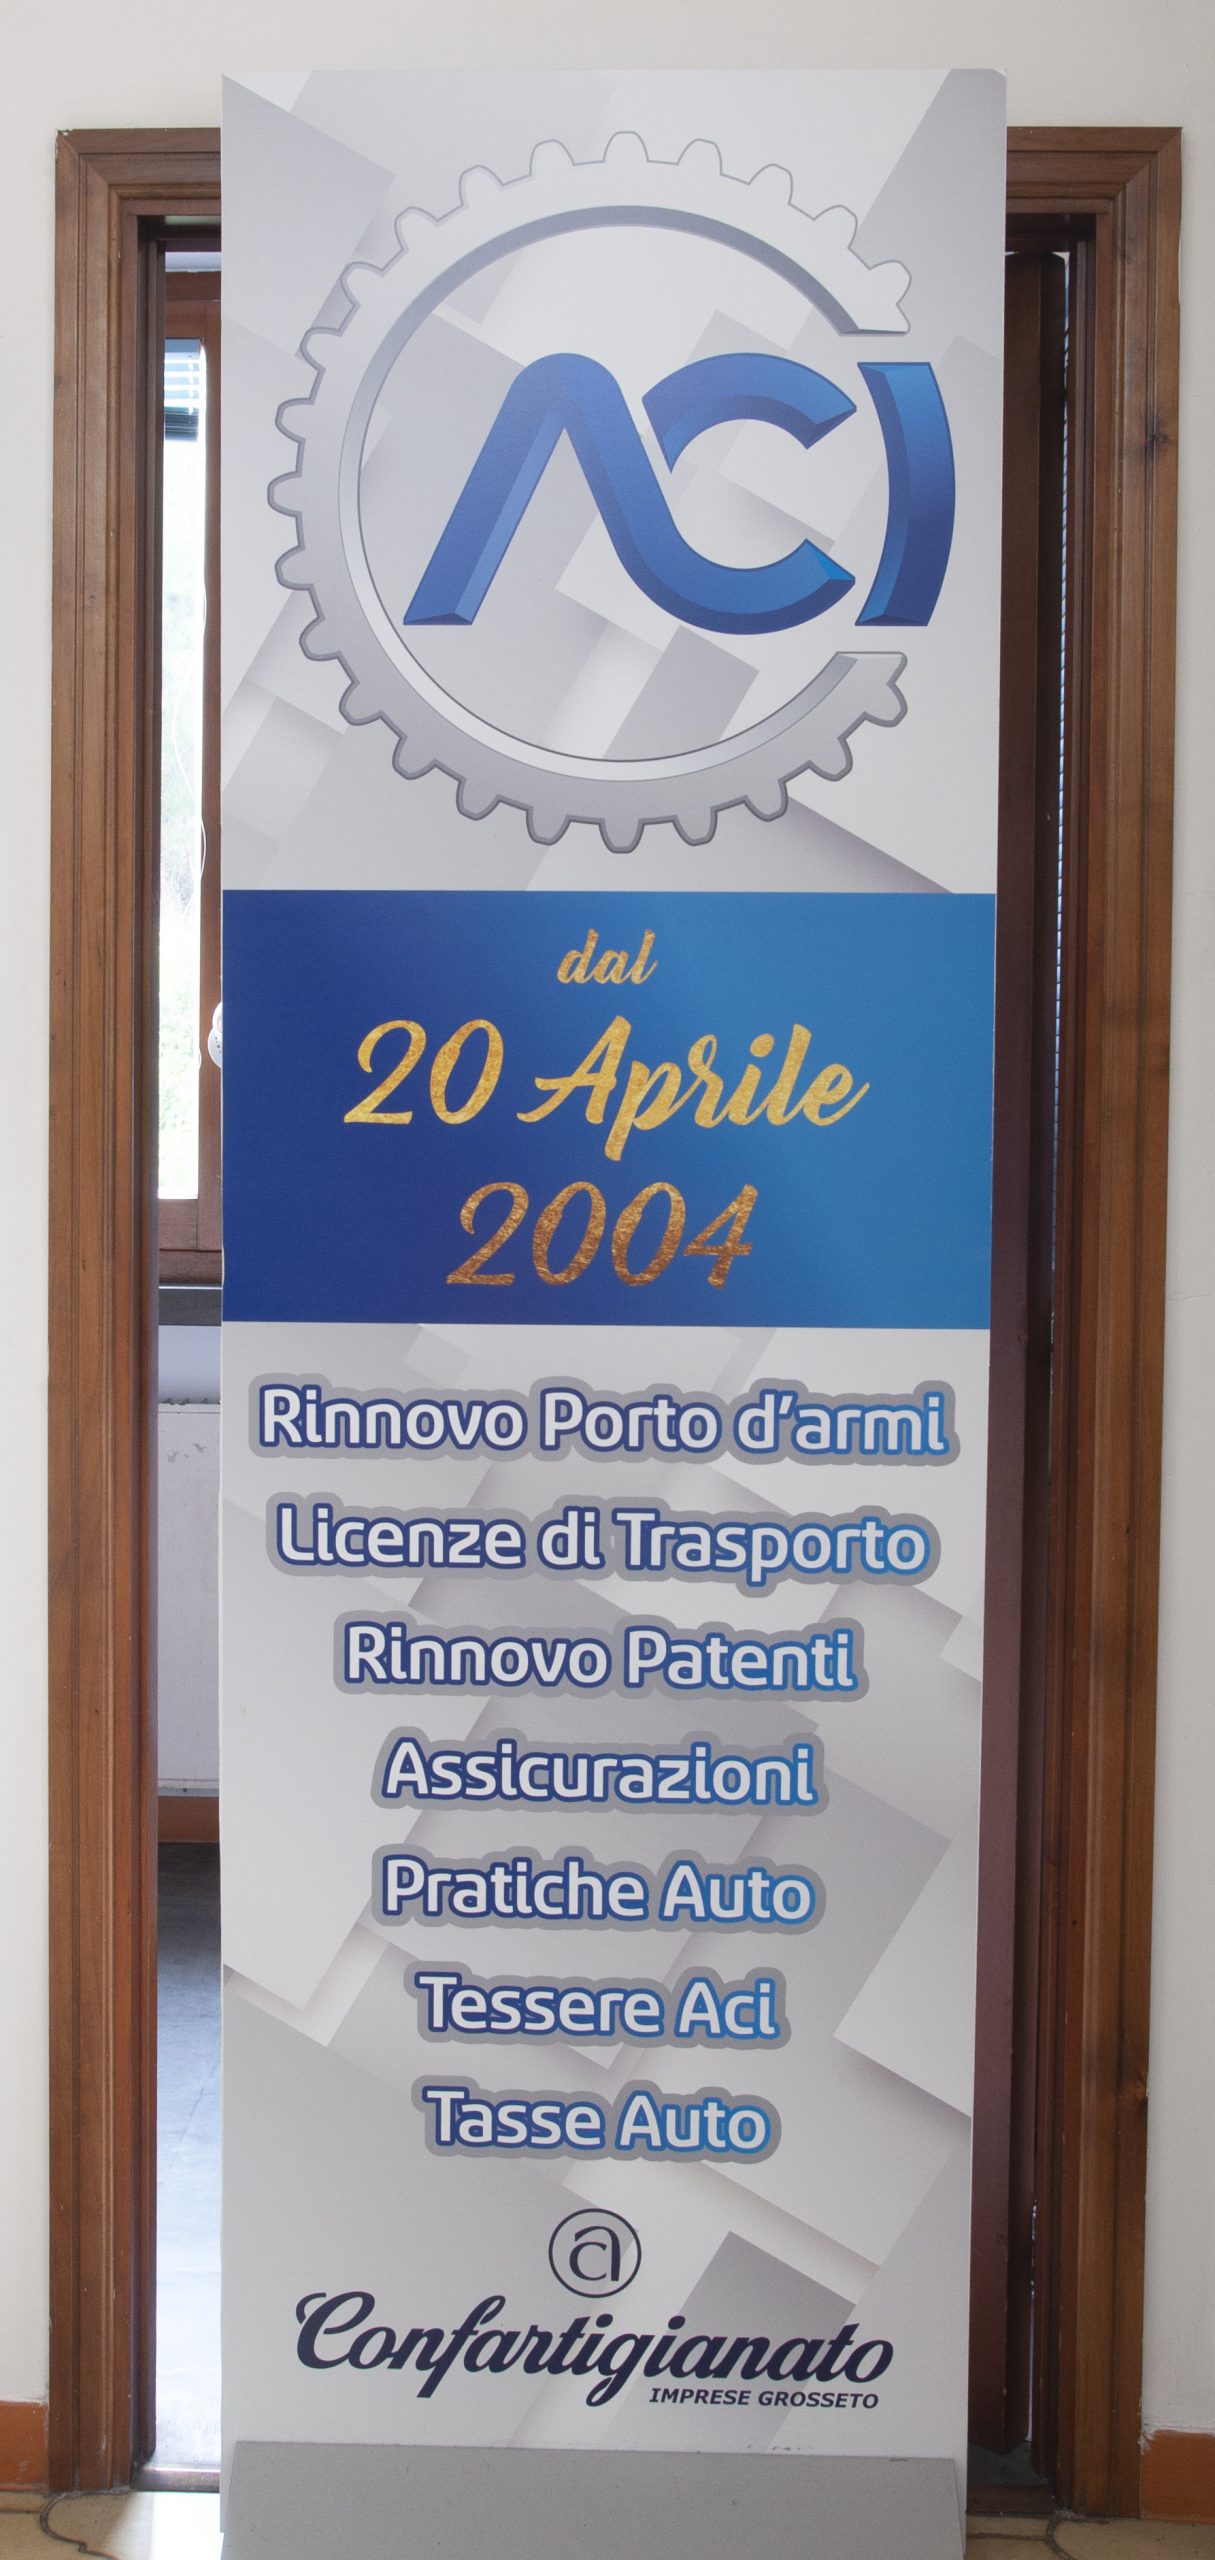 ACI
dal
20 Aprile
2004
Rinnovo Porto d'armi
Licenze di Trasporto
Rinnovo Patenti
Assicurazioni
Pratiche Auto
Tessere Aci
Tasse Auto
a
Confartigianato
IMPRESE GROSSETO